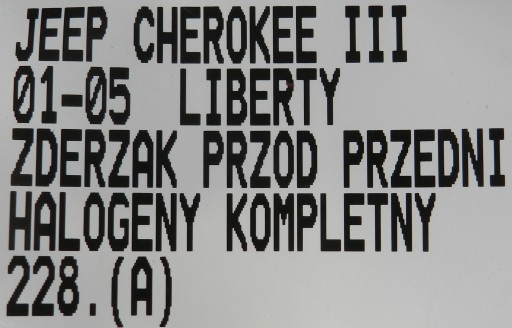 JEEP CHEROKEE III
01-05 LIBERTY
ZDERZAK PRZOD PRZEDNI
HALOGENY KOMPLETNY
228.(A)